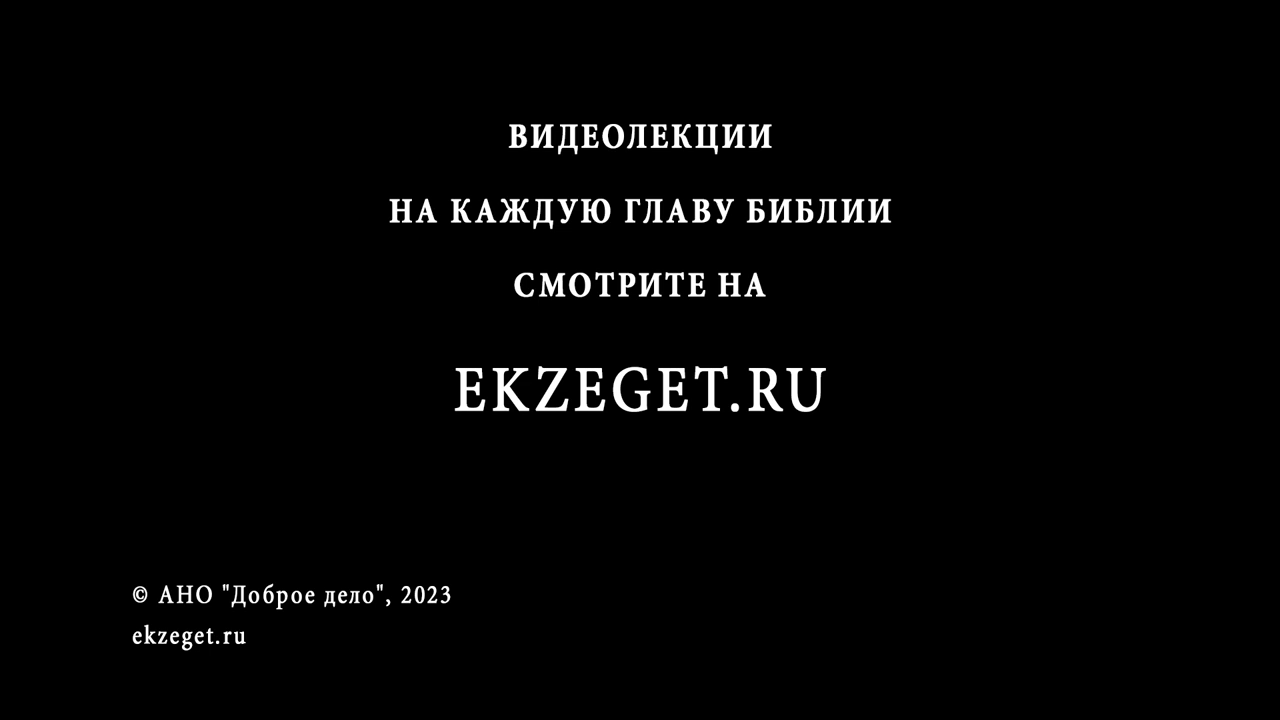 ВИДЕОЛЕКЦИИ
НА КАЖДУЮ ГЛАВУ БИБЛИИ
СМОТРИТЕ НА
EKZEGET.RU
© АНО "Доброе дело", 2023
ekzeget.ru